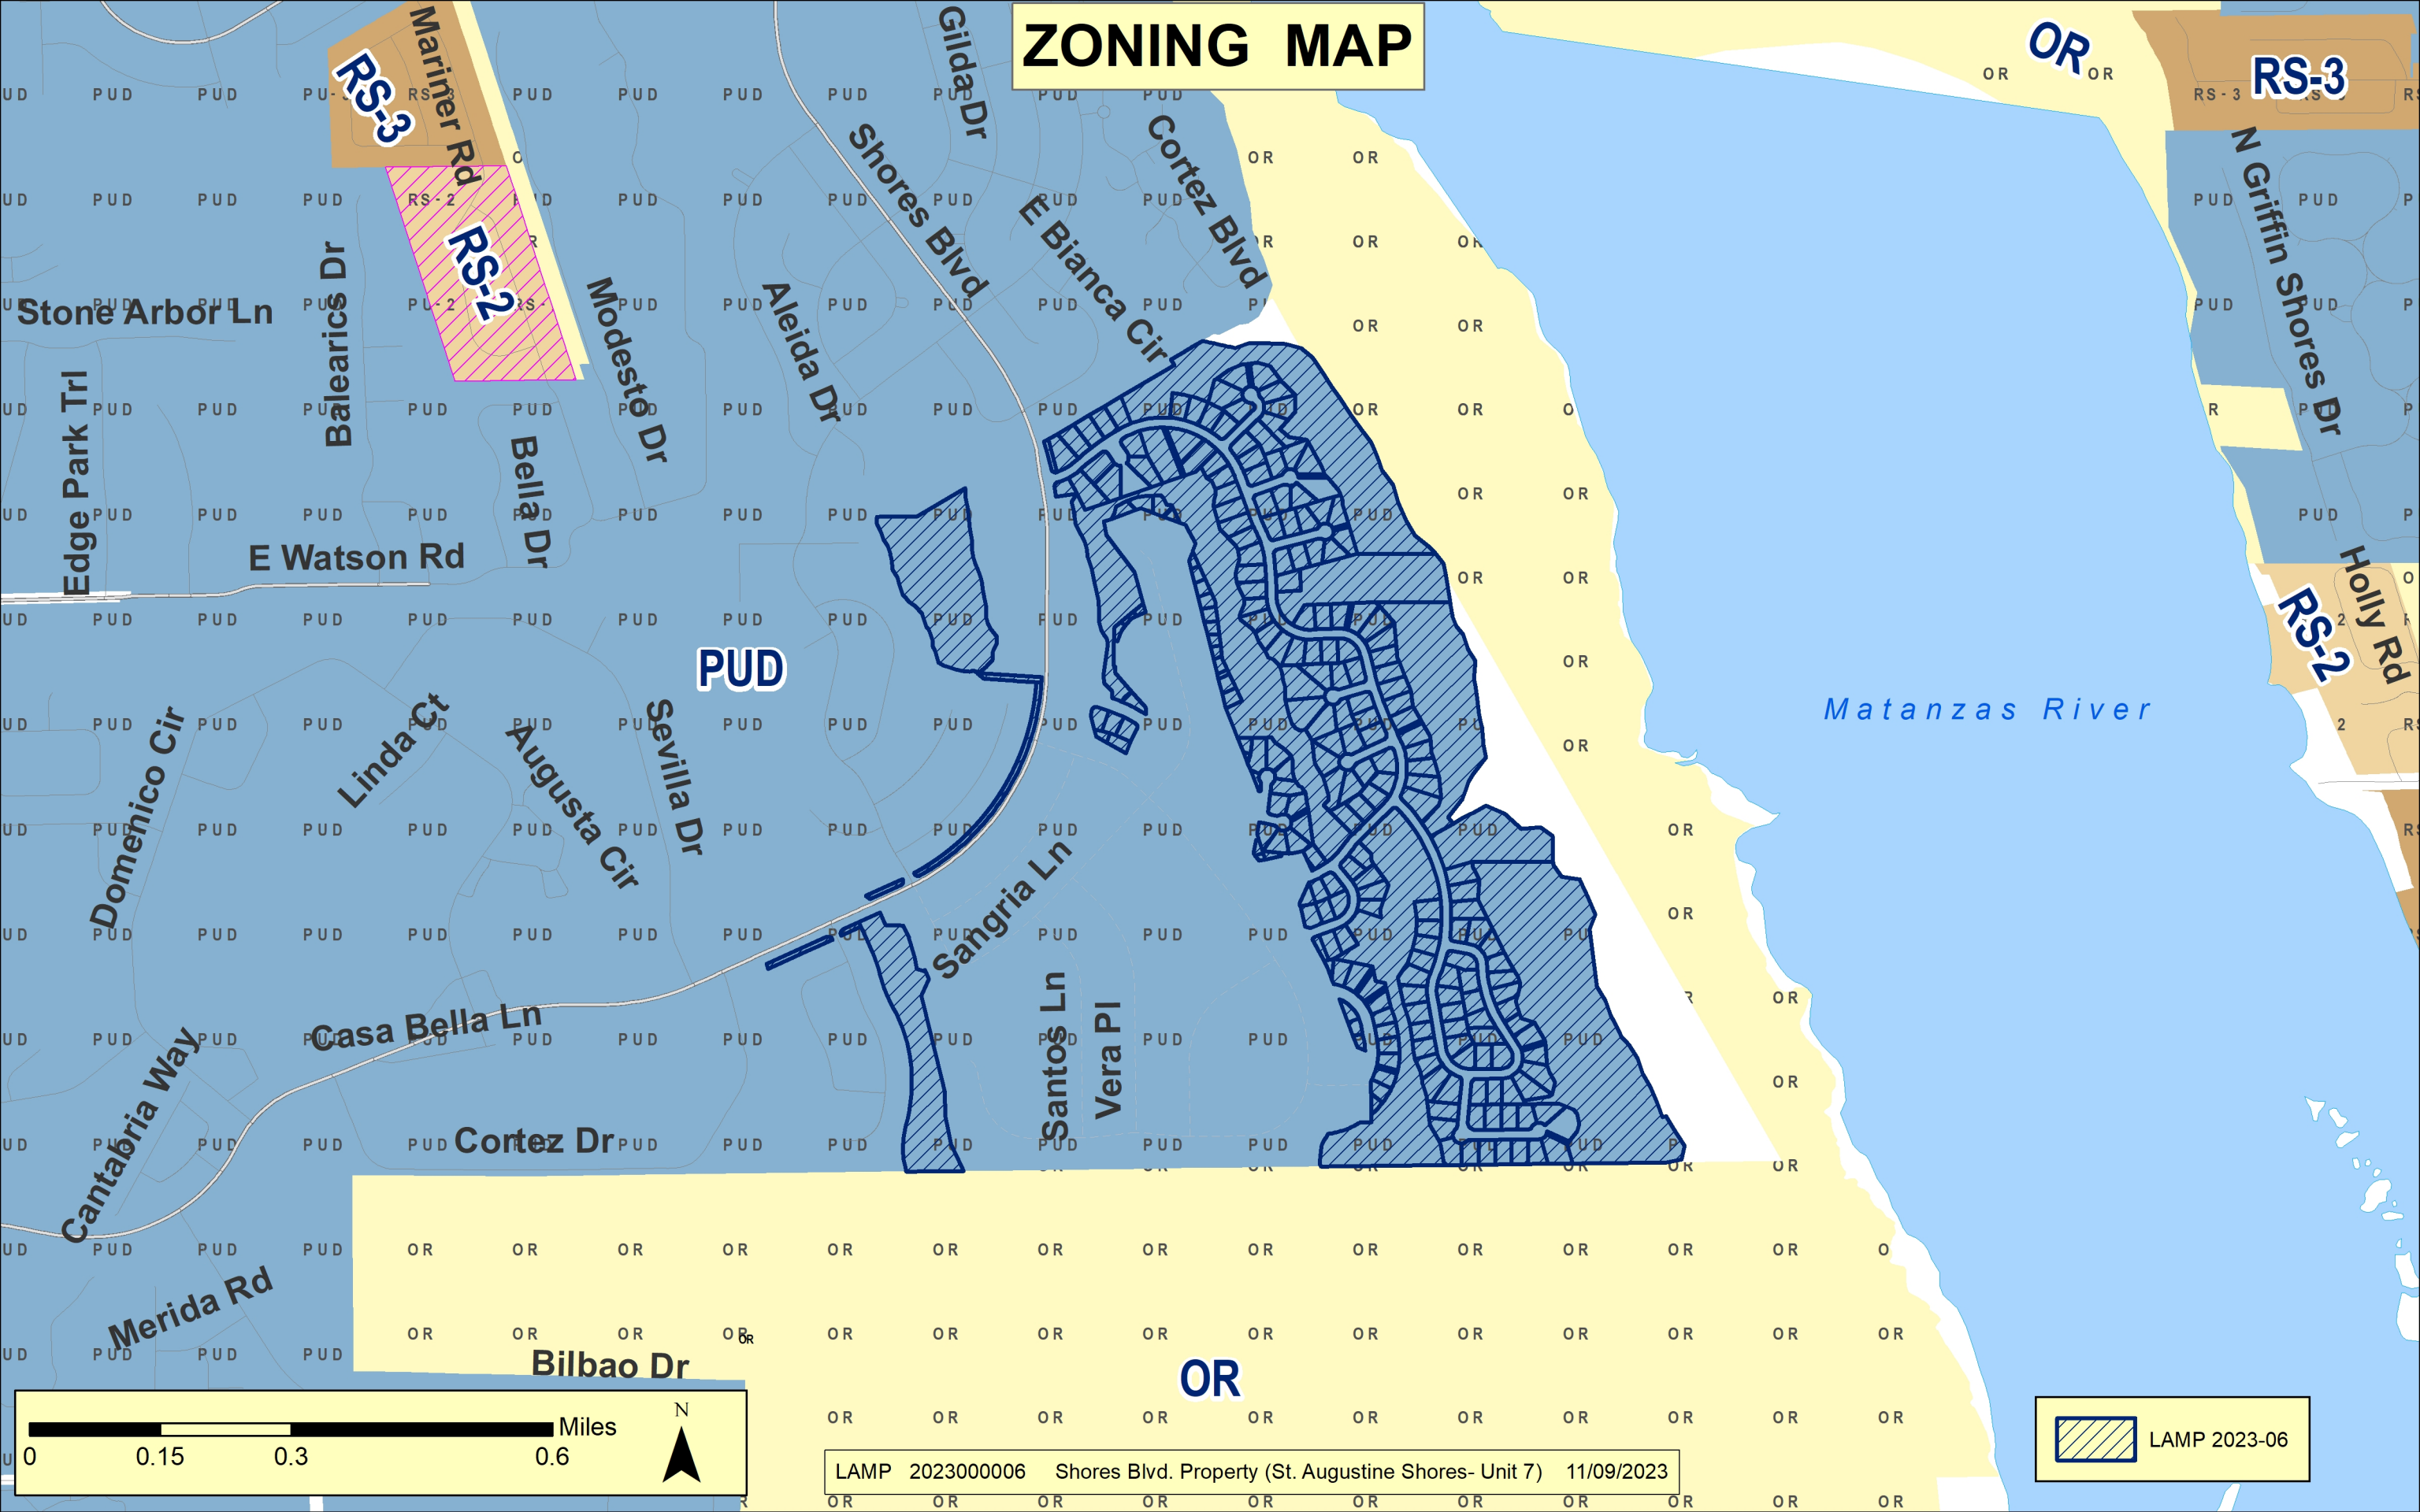 ZONING MAP
OR
RS-3
RS-3
Mariner Rd
Gilda Dr
Shores Blvd
Cortez Blvd
E Bianca Cir
N Griffin Shores Dr
RS-2
Stone Arbor Ln
Balearics Dr
Modesto Dr
Aleida Dr
Edge Park Trl
Bella Dr
E Watson Rd
Holly Rd
RS-2
PUD
Matanzas River
Domenico Cir
Linda Ct
Augusta Cir
Sevilla Dr
Sangria Ln
Casa Bella Ln
Santos Ln
Vera Pl
Cantabria Way
Cortez Dr
Merida Rd
Bilbao Dr
OR
Miles
0 0.15 0.3 0.6
N
LAMP 2023000006 Shores Blvd. Property (St. Augustine Shores- Unit 7) 11/09/2023
LAMP 2023-06